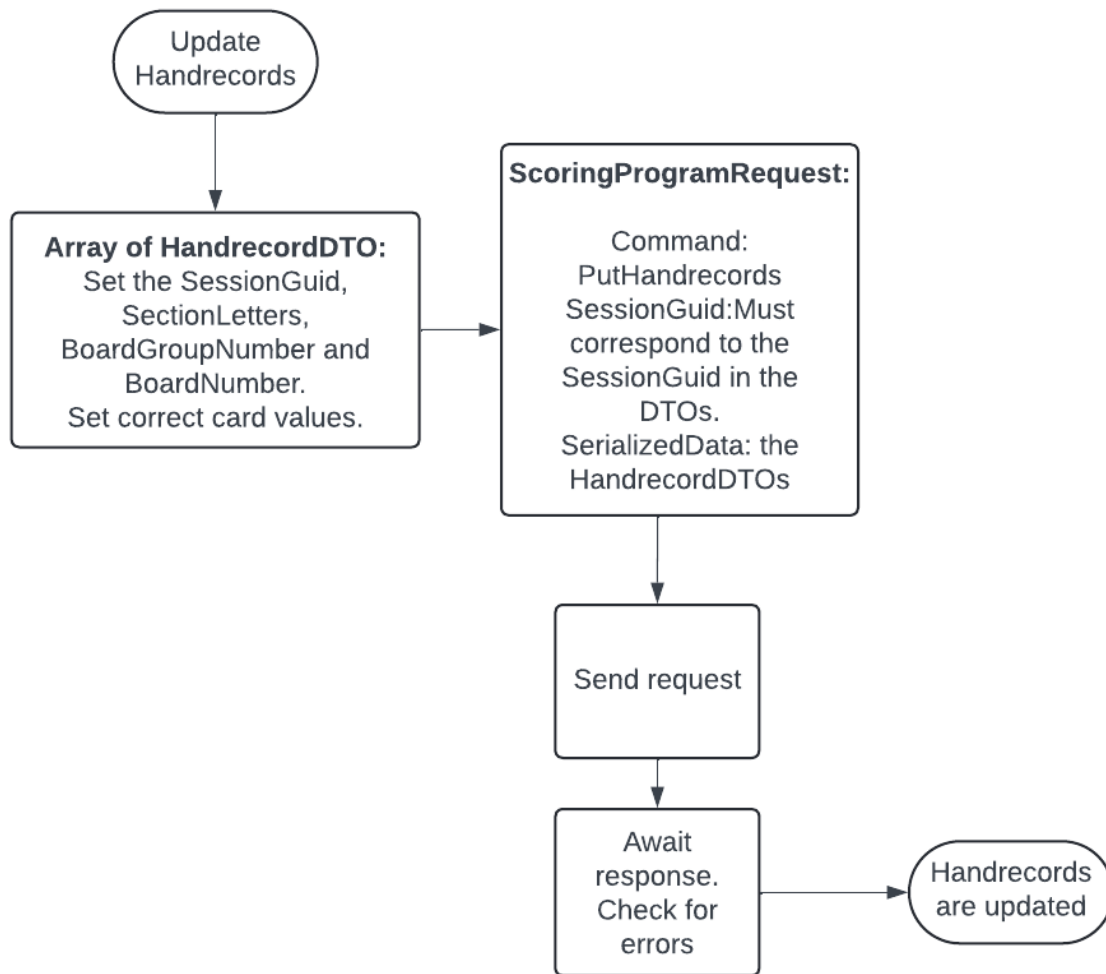 Update
Handrecords
Array of HandrecordDTO:
Set the SessionGuid,
SectionLetters,
BoardGroupNumber and
BoardNumber.
Set correct card values.
ScoringProgramRequest:
Command:
PutHandrecords
SessionGuid:Must
correspond to the
SessionGuid in the
DTOs.
SerializedData: the
HandrecordDTOs
Send request
Await
response.
Check for
errors
Handrecords
are updated